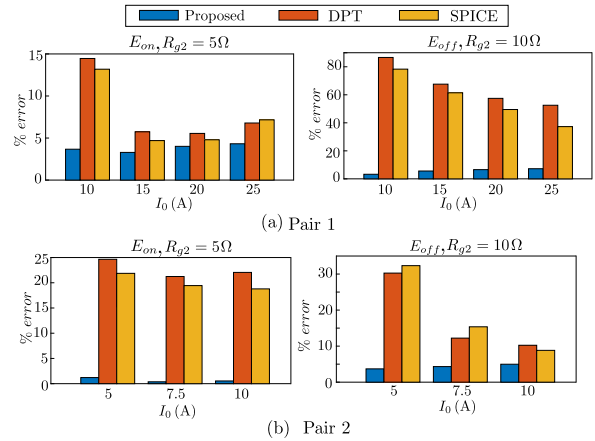 Proposed DPT SPICE
E_on, R_g2 = 5Ω
E_off, R_g2 = 10Ω
% error
15
10
5
0
10 15 20 25
I_0 (A)
% error
80
60
40
20
0
10 15 20 25
I_0 (A)
(a) Pair 1
E_on, R_g2 = 5Ω
E_off, R_g2 = 10Ω
% error
25
20
15
10
5
0
5 7.5 10
I_0 (A)
% error
30
20
10
0
5 7.5 10
I_0 (A)
(b) Pair 2